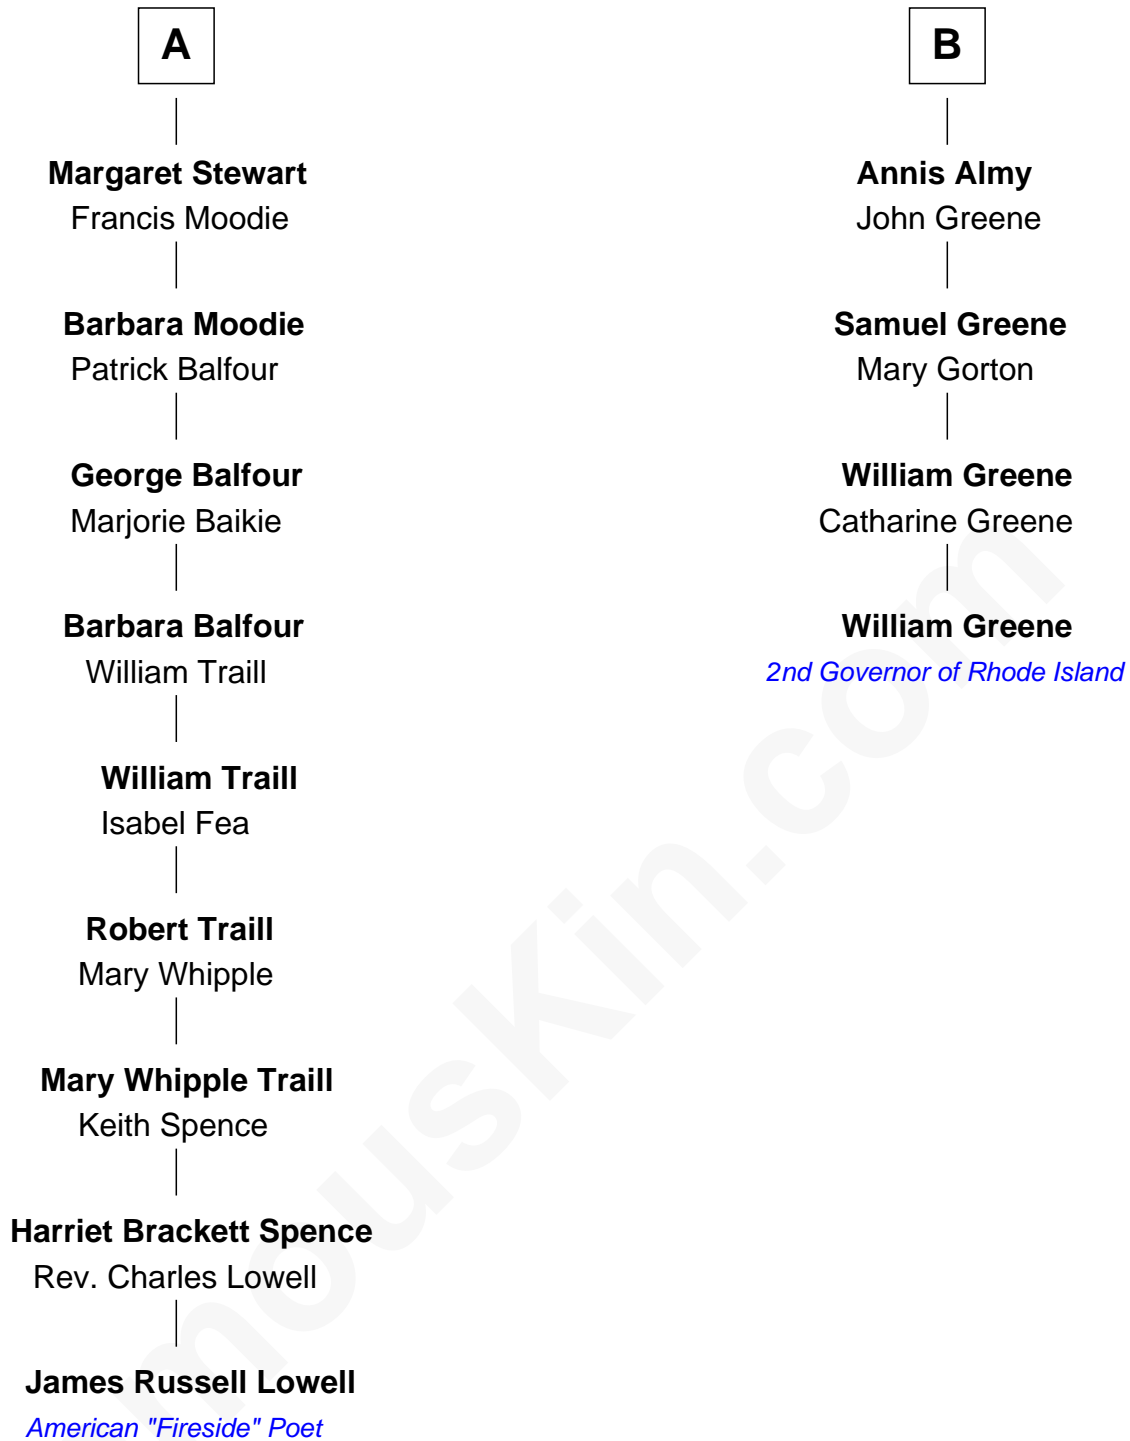 A
Margaret Stewart
Francis Moodie
Barbara Moodie
Patrick Balfour
George Balfour
Marjorie Baikie
Barbara Balfour
William Traill
William Traill
Isabel Fea
Robert Traill
Mary Whipple
Mary Whipple Traill
Keith Spence
Harriet Brackett Spence
Rev. Charles Lowell
James Russell Lowell
American "Fireside" Poet
B
Annis Almy
John Greene
Samuel Greene
Mary Gorton
William Greene
Catharine Greene
William Greene
2nd Governor of Rhode Island
mousKin.com